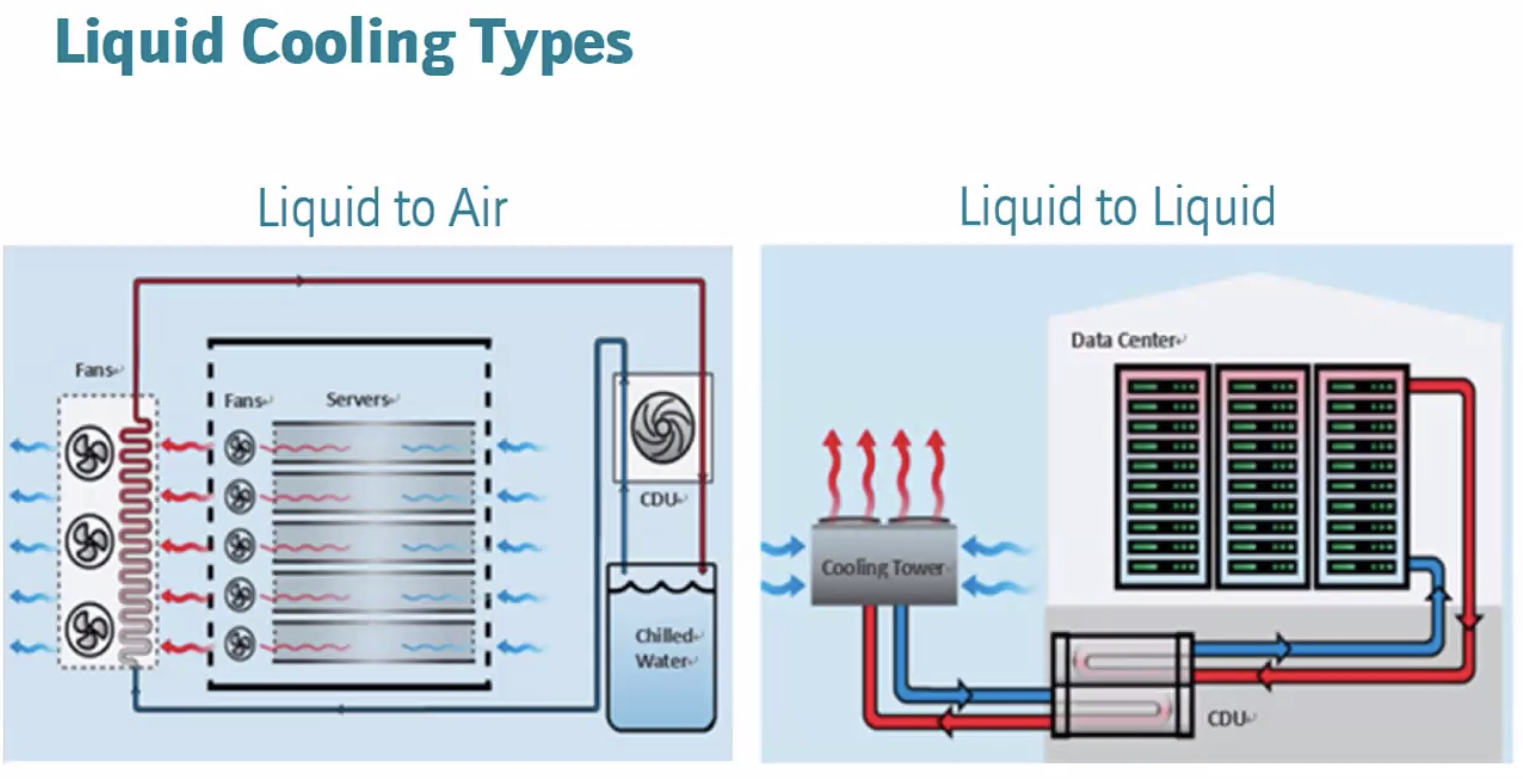 Liquid Cooling Types
Liquid to Air
Liquid to Liquid
Fans
Fans
Servers
CDU
Chilled
Water
Data Center
Cooling Tower
CDU